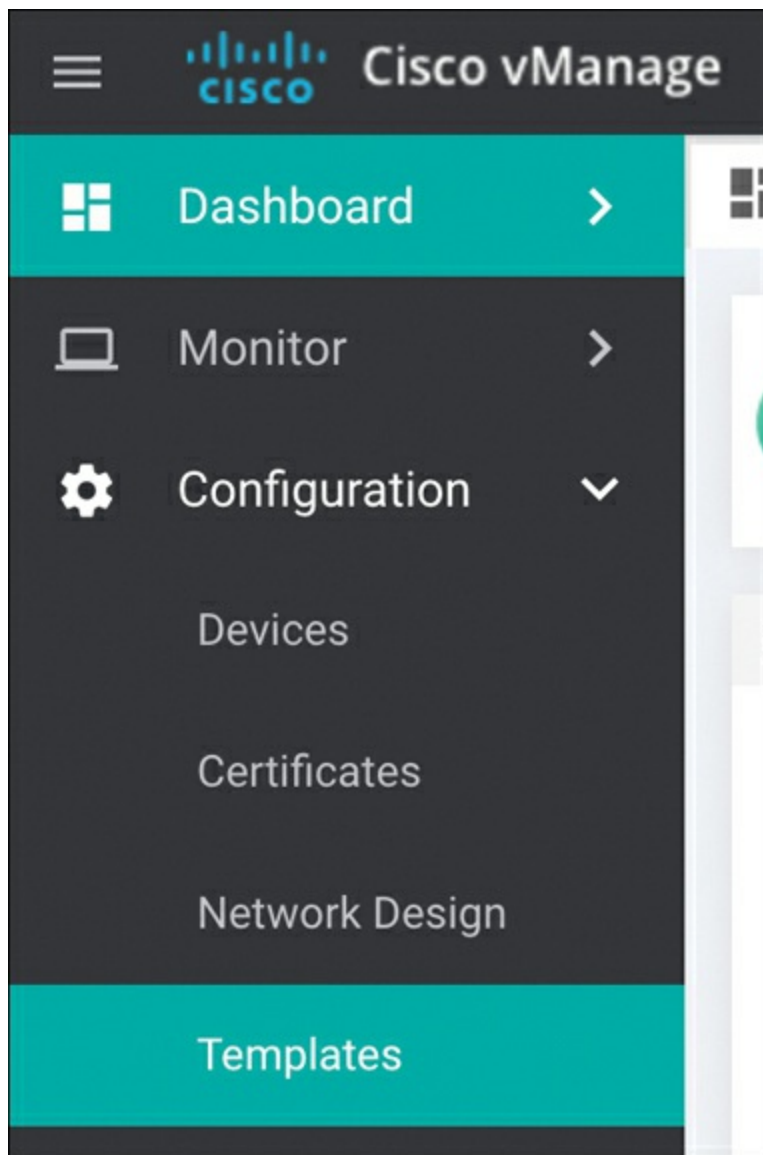 CISCO Cisco vManage
Dashboard
Monitor
Configuration
Devices
Certificates
Network Design
Templates